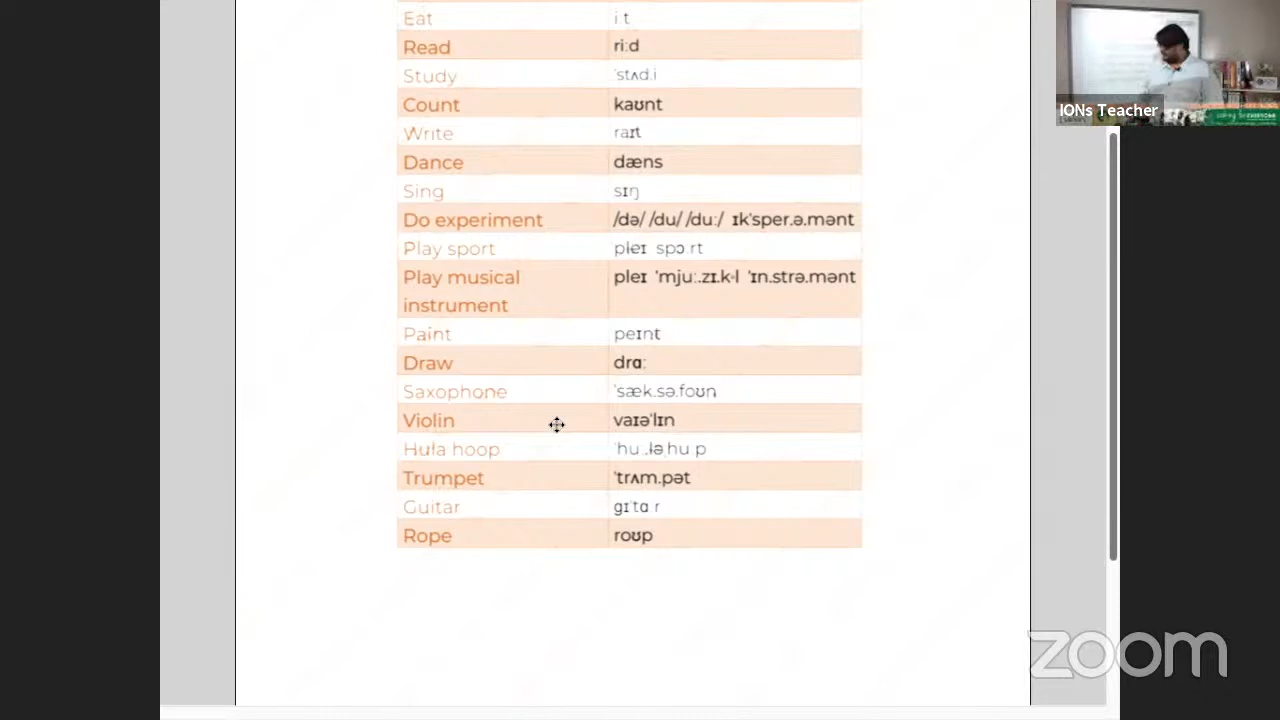 Eat iːt
Read riːd
Study ˈstʌd.i
Count kaʊnt
Write raɪt
Dance dæns
Sing sɪŋ
Do experiment /də/ /du/ /duː/ ɪkˈsper.ə.mənt
Play sport pleɪ spɔːrt
Play musical pleɪ ˈmjuː.zɪ.kəl ˈɪn.strə.mənt
instrument
Paint peɪnt
Draw drɑː
Saxophone ˈsæk.sə.foʊn
Violin vaɪəˈlɪn
Hula hoop ˈhuː.lə ˌhuːp
Trumpet ˈtrʌm.pət
Guitar ɡɪˈtɑːr
Rope roʊp
IONs Teacher
zoom